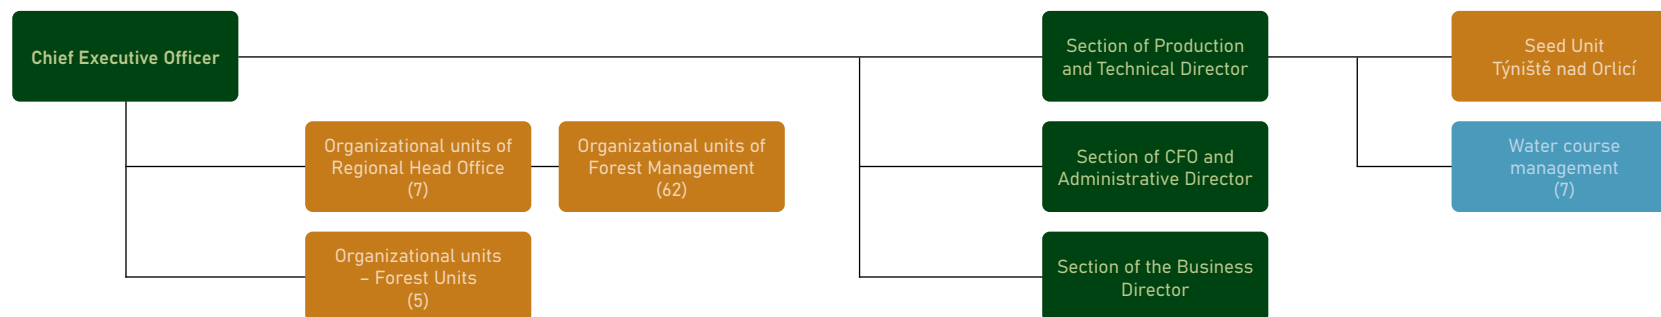 Chief Executive Officer
Section of Production
and Technical Director
Seed Unit
Týniště nad Orlicí
Organizational units of
Regional Head Office
(7)
Organizational units of
Forest Management
(62)
Section of CFO and
Administrative Director
Water course
management
(7)
Organizational units
– Forest Units
(5)
Section of the Business
Director